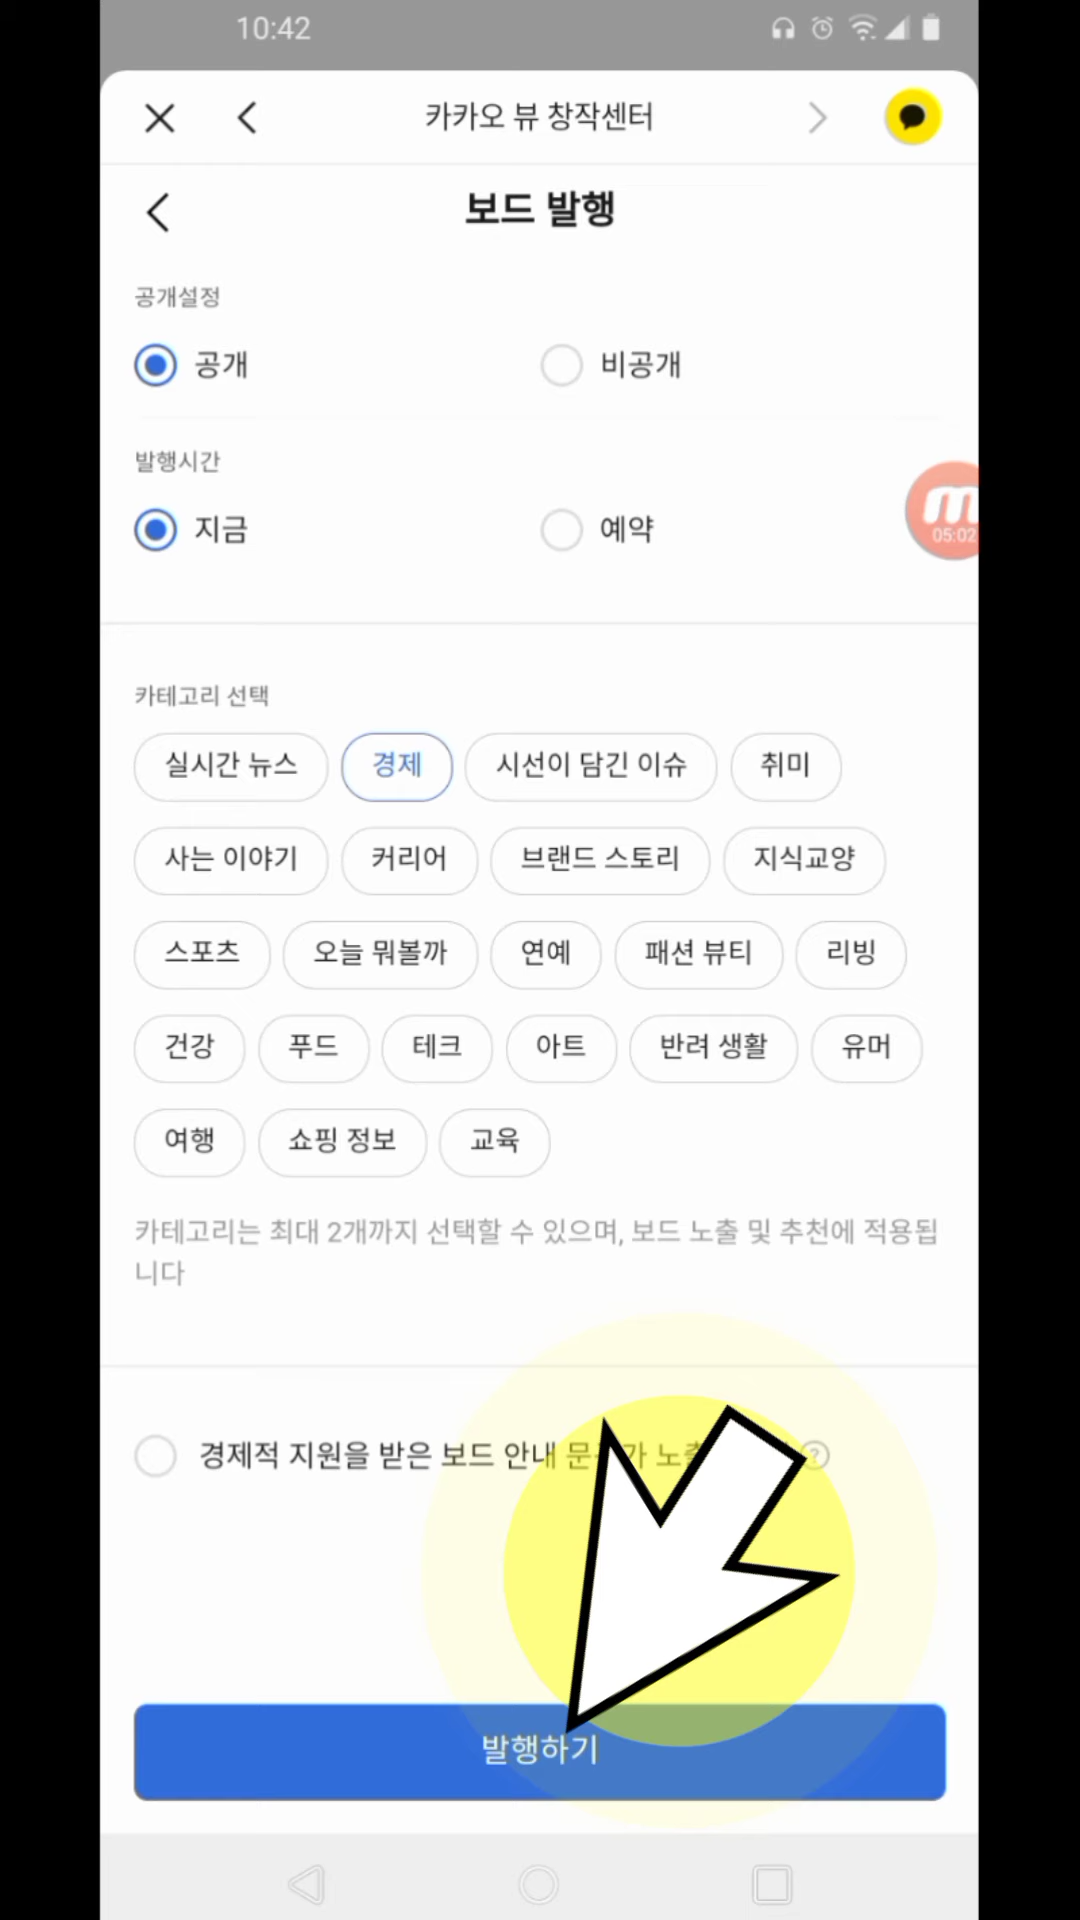 10:42
카카오 뷰 창작센터
보드 발행
공개설정
공개 비공개
발행시간
지금 예약
m
05:02
카테고리 선택
실시간 뉴스 경제 시선이 담긴 이슈 취미
사는 이야기 커리어 브랜드 스토리 지식교양
스포츠 오늘 뭐볼까 연예 패션 뷰티 리빙
건강 푸드 테크 아트 반려 생활 유머
여행 쇼핑 정보 교육
카테고리는 최대 2개까지 선택할 수 있으며, 보드 노출 및 추천에 적용됩
니다
경제적 지원을 받은 보드 안내 ?
발행하기